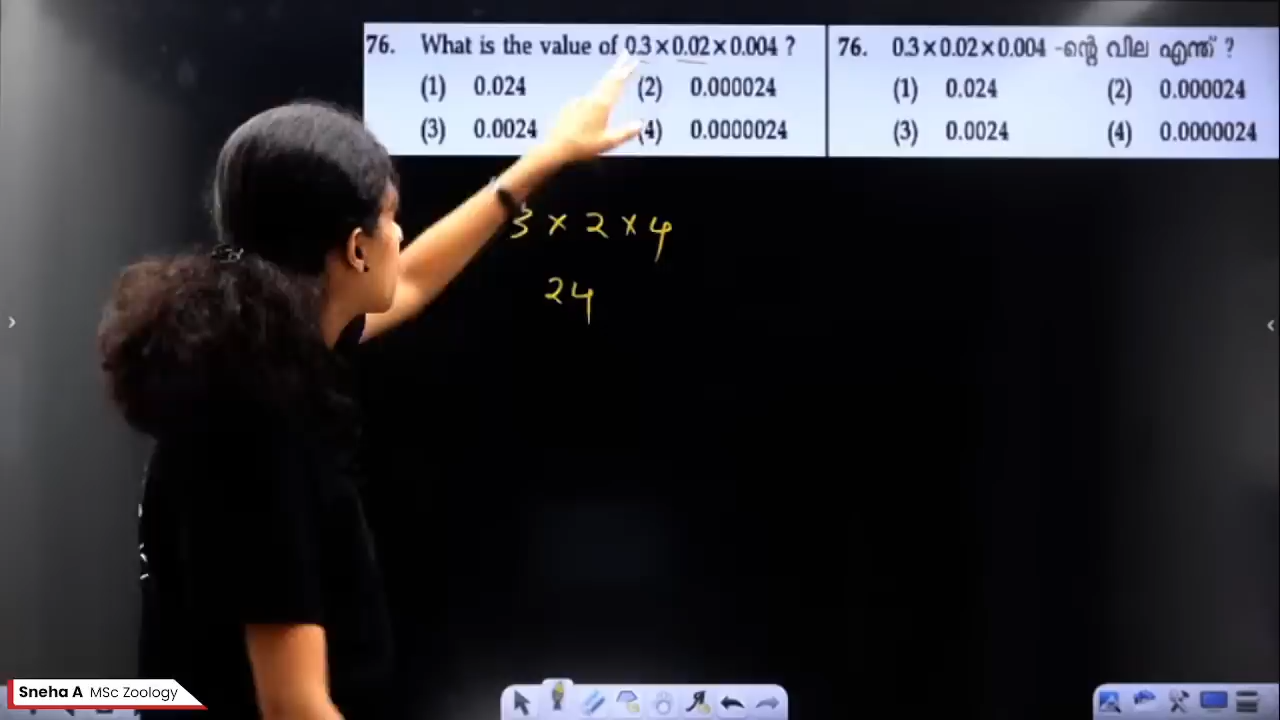 76. What is the value of 0.3×0.02×0.004 ?
(1) 0.024 (2) 0.000024
(3) 0.0024 (4) 0.0000024
76. 0.3×0.02×0.004 -ന്റെ വില എന്ത് ?
(1) 0.024 (2) 0.000024
(3) 0.0024 (4) 0.0000024
3 × 2 × 4
24
Sneha A MSc Zoology